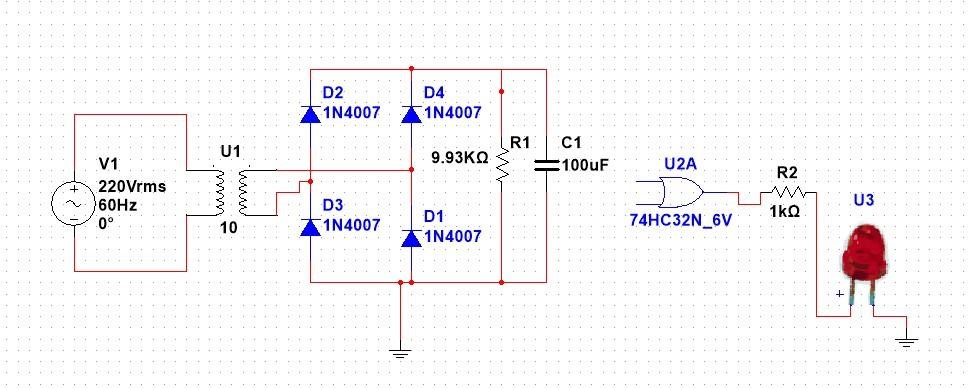 V1
220Vrms
60Hz
0°
U1
10
D2
1N4007
D4
1N4007
D3
1N4007
D1
1N4007
R1
9.93KΩ
C1
100uF
U2A
74HC32N_6V
R2
1kΩ
U3